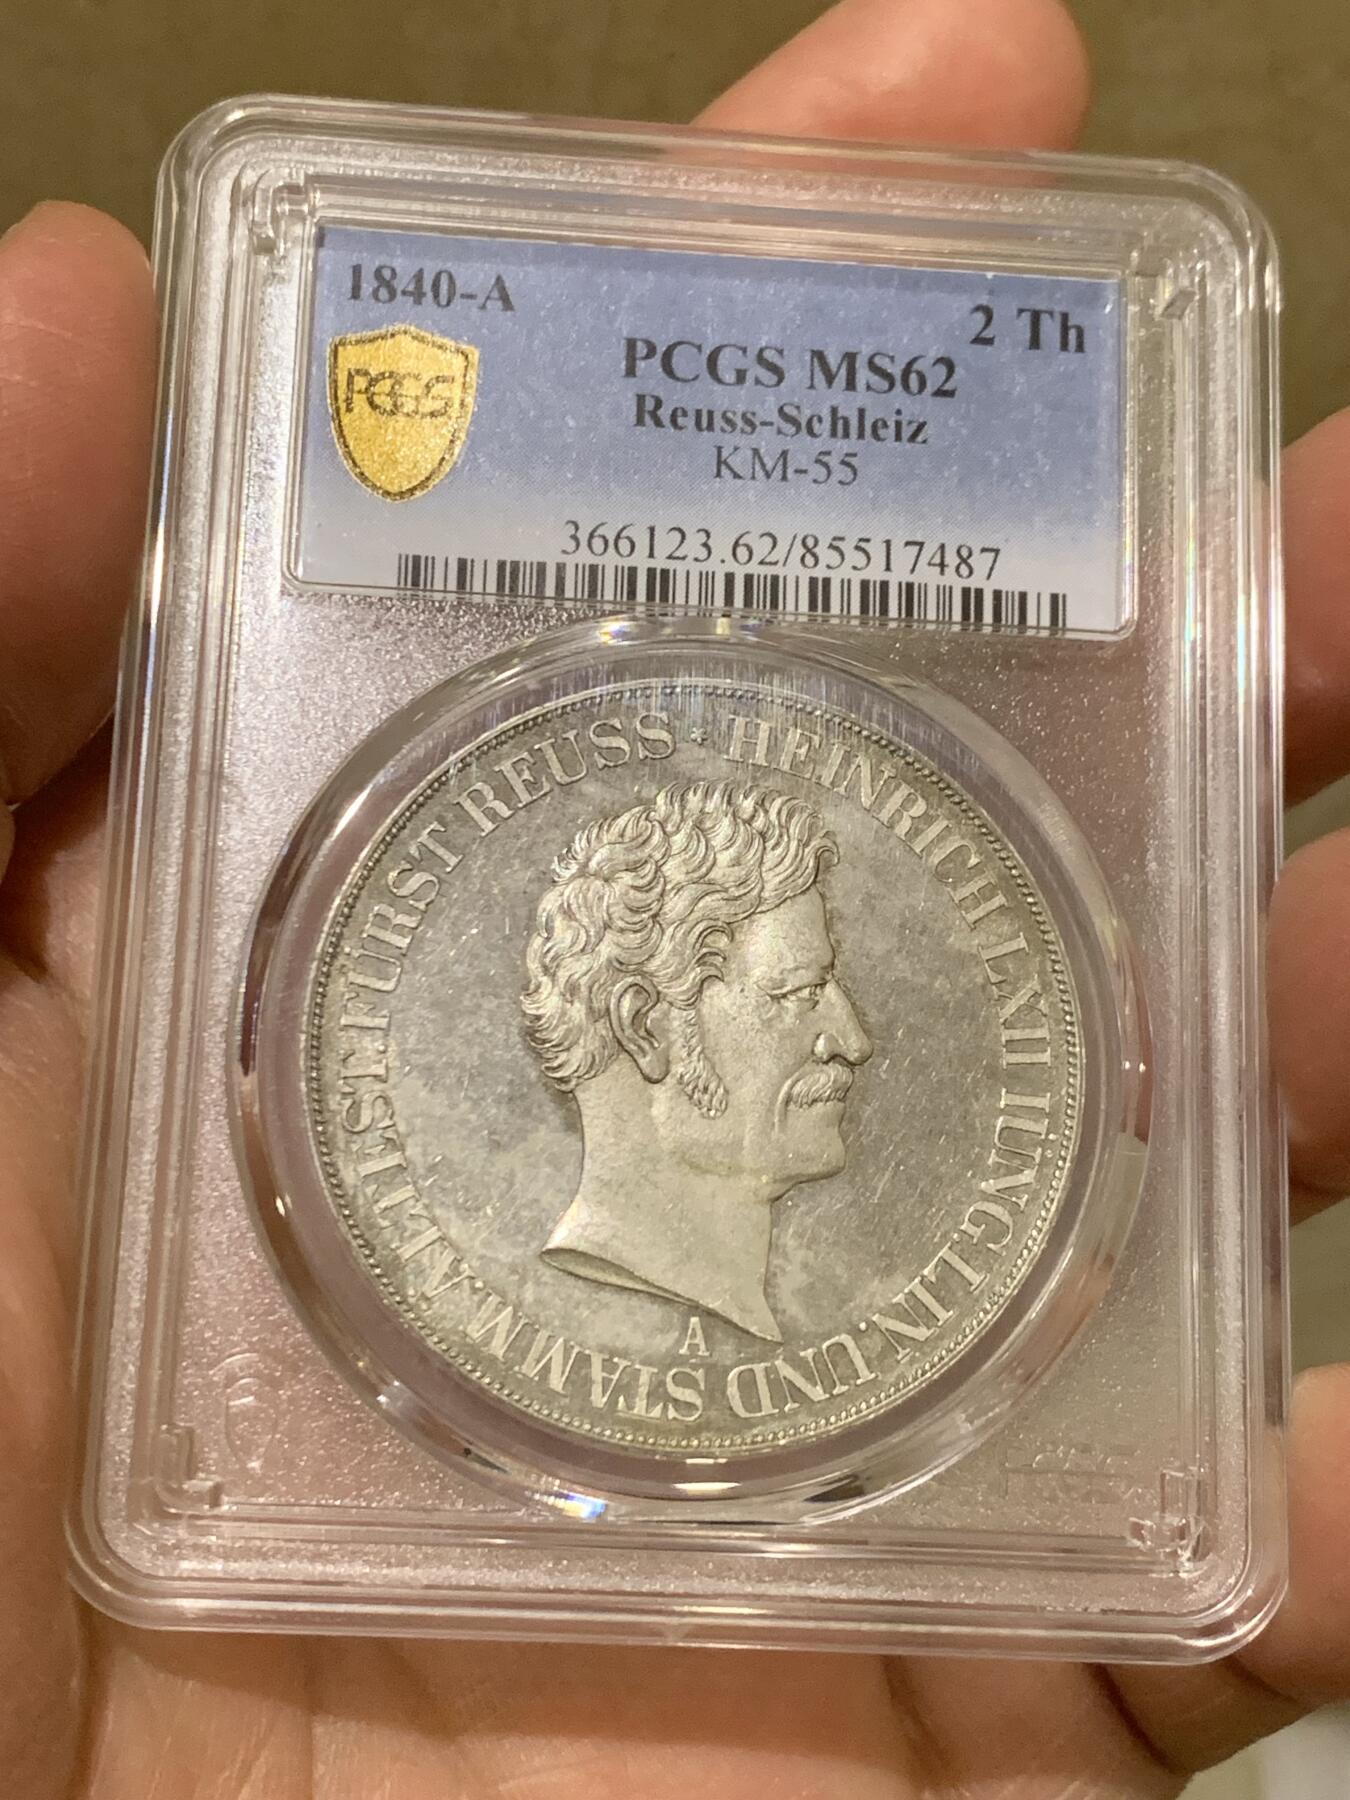 1840-A
2 Th
PCGS
PCGS MS62
Reuss-Schleiz
KM-55
366123.62/85517487
HEINRICH LXII IÜNG.LIN.UND STAMM.ÄLTEST.FÜRST REUSS *
A